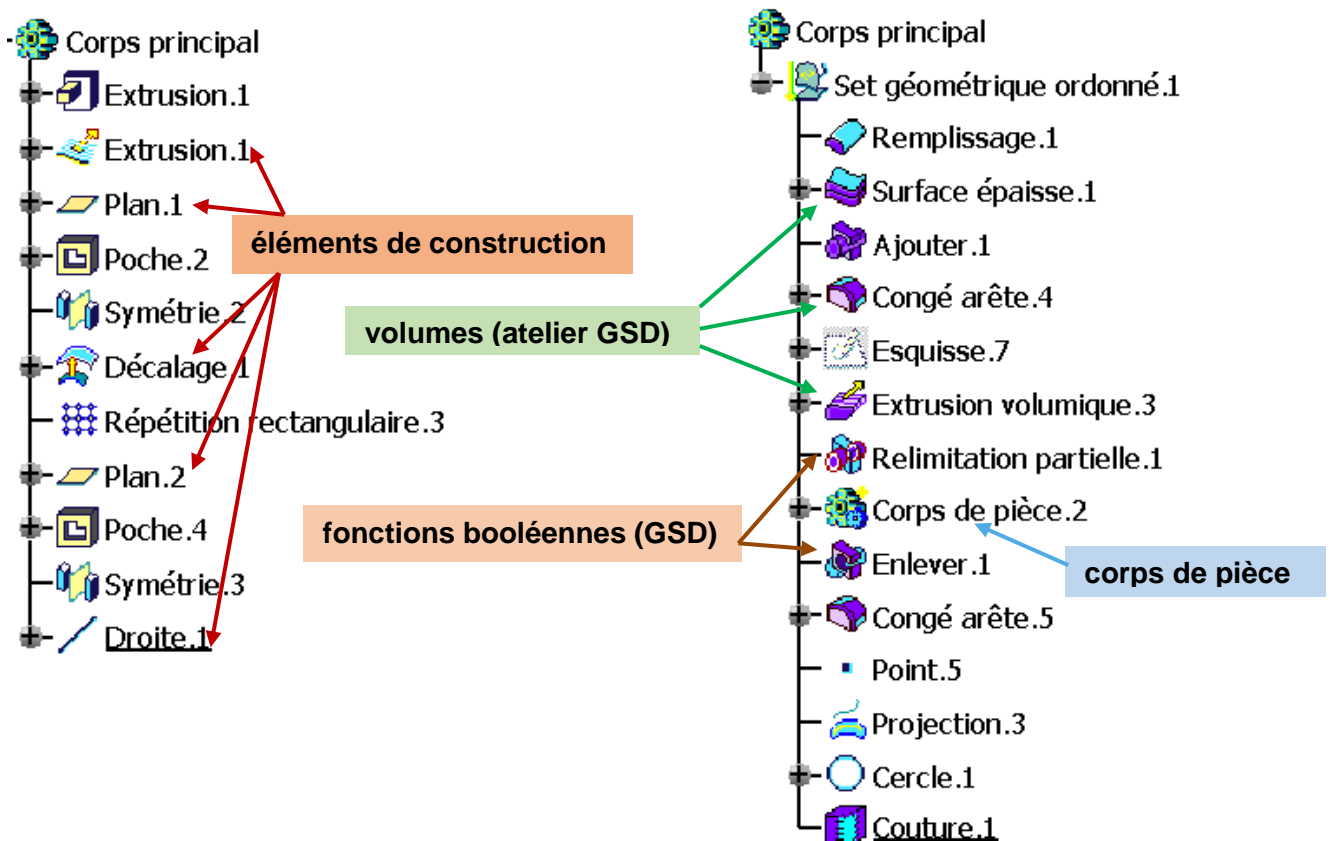 Corps principal
Extrusion.1
Extrusion.1
Plan.1
Poche.2
Symétrie.2
Décalage.1
Répétition rectangulaire.3
Plan.2
Poche.4
Symétrie.3
Droite.1
éléments de construction
volumes (atelier GSD)
fonctions booléennes (GSD)
Corps principal
Set géométrique ordonné.1
Remplissage.1
Surface épaisse.1
Ajouter.1
Congé arête.4
Esquisse.7
Extrusion volumique.3
Relimitation partielle.1
Corps de pièce.2
Enlever.1
corps de pièce
Congé arête.5
Point.5
Projection.3
Cercle.1
Couture.1